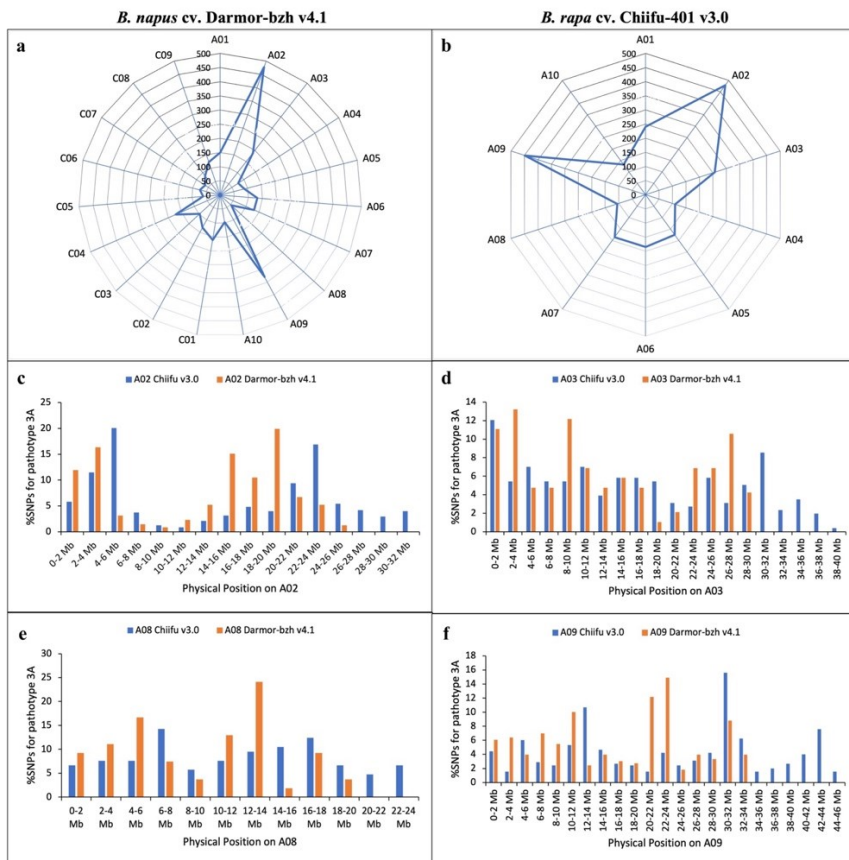 B. napus cv. Darmor-bzh v4.1
B. rapa cv. Chiifu-401 v3.0
a
A01
A02
A03
A04
A05
A06
A07
A08
A09
A10
C01
C02
C03
C04
C05
C06
C07
C08
C09
500
450
400
350
300
250
200
150
100
50
0
b
A01
A02
A03
A04
A05
A06
A07
A08
A09
A10
500
450
400
350
300
250
200
150
100
50
0
c
A02 Chiifu v3.0 A02 Darmor-bzh v4.1
%SNPs for pathotype 3A
25
20
15
10
5
0
0-2 Mb 2-4 Mb 4-6 Mb 6-8 Mb 8-10 Mb 10-12 Mb 12-14 Mb 14-16 Mb 16-18 Mb 18-20 Mb 20-22 Mb 22-24 Mb 24-26 Mb 26-28 Mb 28-30 Mb 30-32 Mb
Physical Position on A02
d
A03 Chiifu v3.0 A03 Darmor-bzh v4.1
%SNPs for pathotype 3A
14
12
10
8
6
4
2
0
0-2 Mb 2-4 Mb 4-6 Mb 6-8 Mb 8-10 Mb 10-12 Mb 12-14 Mb 14-16 Mb 16-18 Mb 18-20 Mb 20-22 Mb 22-24 Mb 24-26 Mb 26-28 Mb 28-30 Mb 30-32 Mb 32-34 Mb 34-36 Mb 36-38 Mb 38-40 Mb
Physical Position on A03
e
A08 Chiifu v3.0 A08 Darmor-bzh v4.1
%SNPs for pathotype 3A
30
25
20
15
10
5
0
0-2 2-4 4-6 6-8 8-10 10-12 12-14 14-16 16-18 18-20 20-22 22-24
Mb Mb Mb Mb Mb Mb Mb Mb Mb Mb Mb Mb
Physical Position on A08
f
A09 Chiifu v3.0 A09 Darmor-bzh v4.1
%SNPs for pathotype 3A
18
16
14
12
10
8
6
4
2
0
0-2 Mb 2-4 Mb 4-6 Mb 6-8 Mb 8-10 Mb 10-12 Mb 12-14 Mb 14-16 Mb 16-18 Mb 18-20 Mb 20-22 Mb 22-24 Mb 24-26 Mb 26-28 Mb 28-30 Mb 30-32 Mb 32-34 Mb 34-36 Mb 36-38 Mb 38-40 Mb 40-42 Mb 42-44 Mb 44-46 Mb
Physical Position on A09